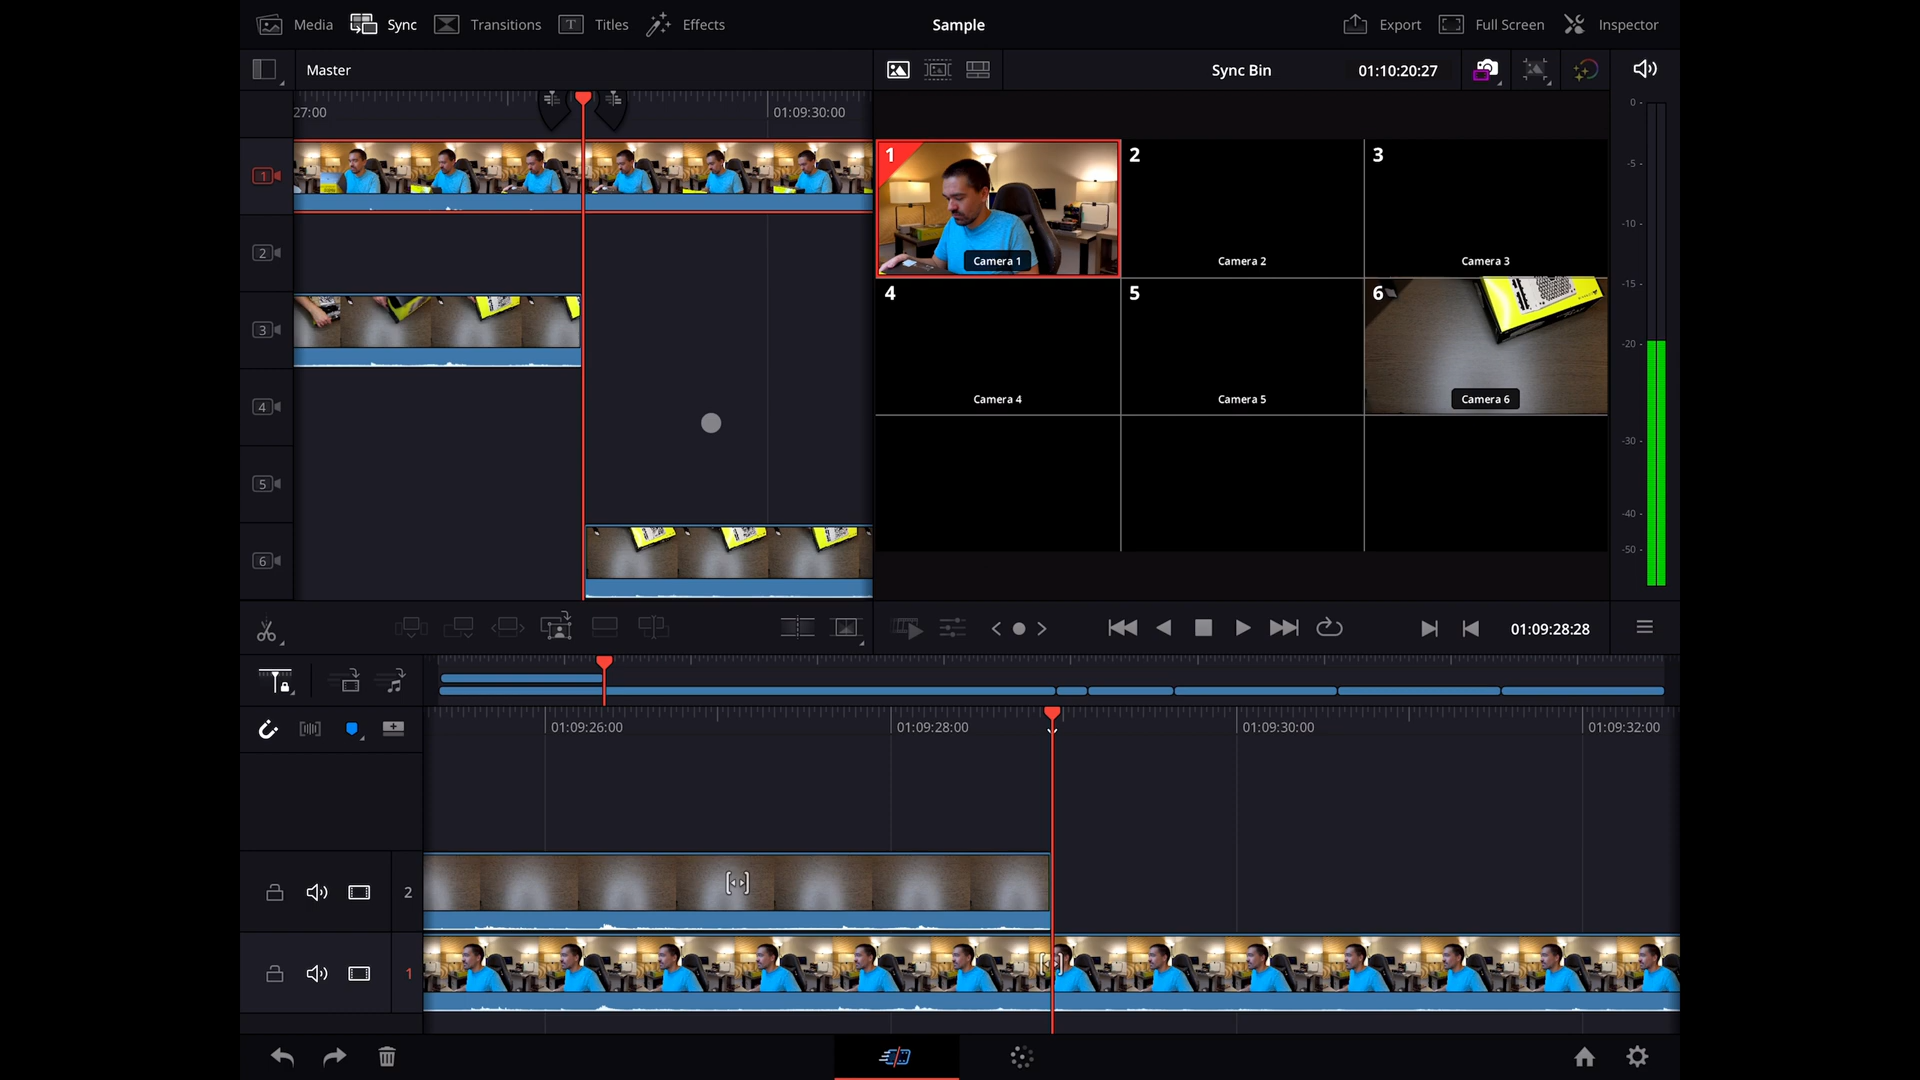 Media Sync Transitions Titles Effects Sample Export Full Screen Inspector
Master Sync Bin 01:10:20:27
27:00 01:09:30:00
1
2
3
4
5
6
1 2 3
Camera 1 Camera 2 Camera 3
4 5 6
Camera 4 Camera 5 Camera 6
0
-5
-10
-15
-20
-30
-40
-50
01:09:28:28
01:09:26:00 01:09:28:00 01:09:30:00 01:09:32:00
2
1